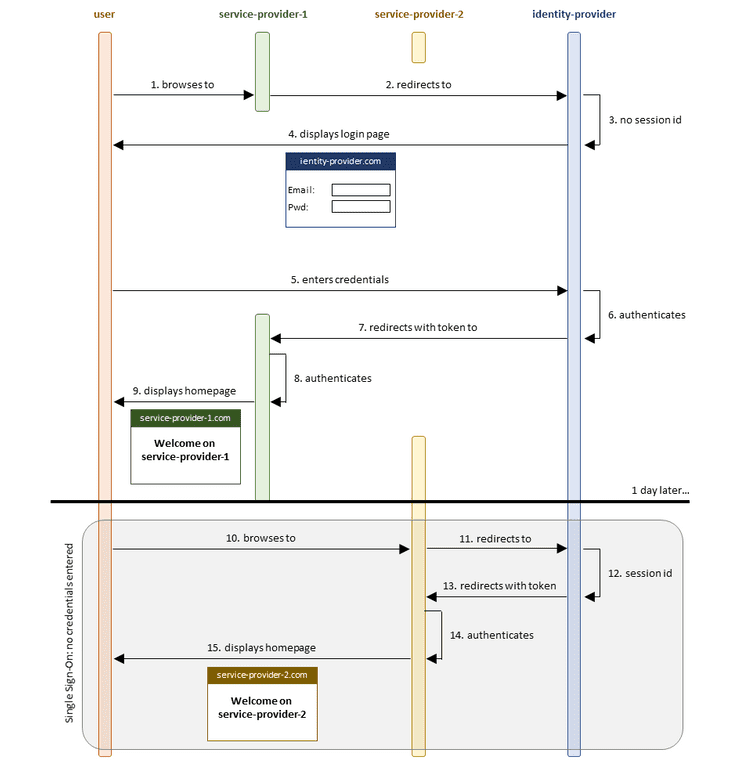 user
service-provider-1
service-provider-2
identity-provider
1. browses to
2. redirects to
3. no session id
4. displays login page
ientity-provider.com
Email:
Pwd:
5. enters credentials
6. authenticates
7. redirects with token to
8. authenticates
9. displays homepage
service-provider-1.com
Welcome on
service-provider-1
1 day later...
Single Sign-On: no credentials entered
10. browses to
11. redirects to
12. session id
13. redirects with token
14. authenticates
15. displays homepage
service-provider-2.com
Welcome on
service-provider-2